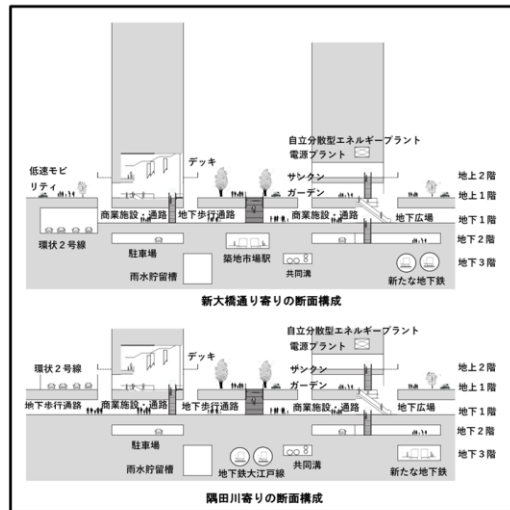 自立分散型エネルギープラント
電源プラント
低速モビ
リティ
デッキ
サンクン
ガーデン
地上2階
地上1階
商業施設・通路
地下歩行通路
商業施設・通路
地下広場
地下1階
環状2号線
駐車場
築地市場駅
地下2階
雨水貯留槽
共同溝
新たな地下鉄
地下3階
新大橋通り寄りの断面構成
自立分散型エネルギープラント
電源プラント
環状2号線
デッキ
サンクン
ガーデン
地上2階
地上1階
地下歩行通路
商業施設・通路
地下歩行通路
商業施設・通路
地下広場
地下1階
駐車場
地下2階
雨水貯留槽
地下鉄大江戸線
共同溝
新たな地下鉄
地下3階
隅田川寄りの断面構成